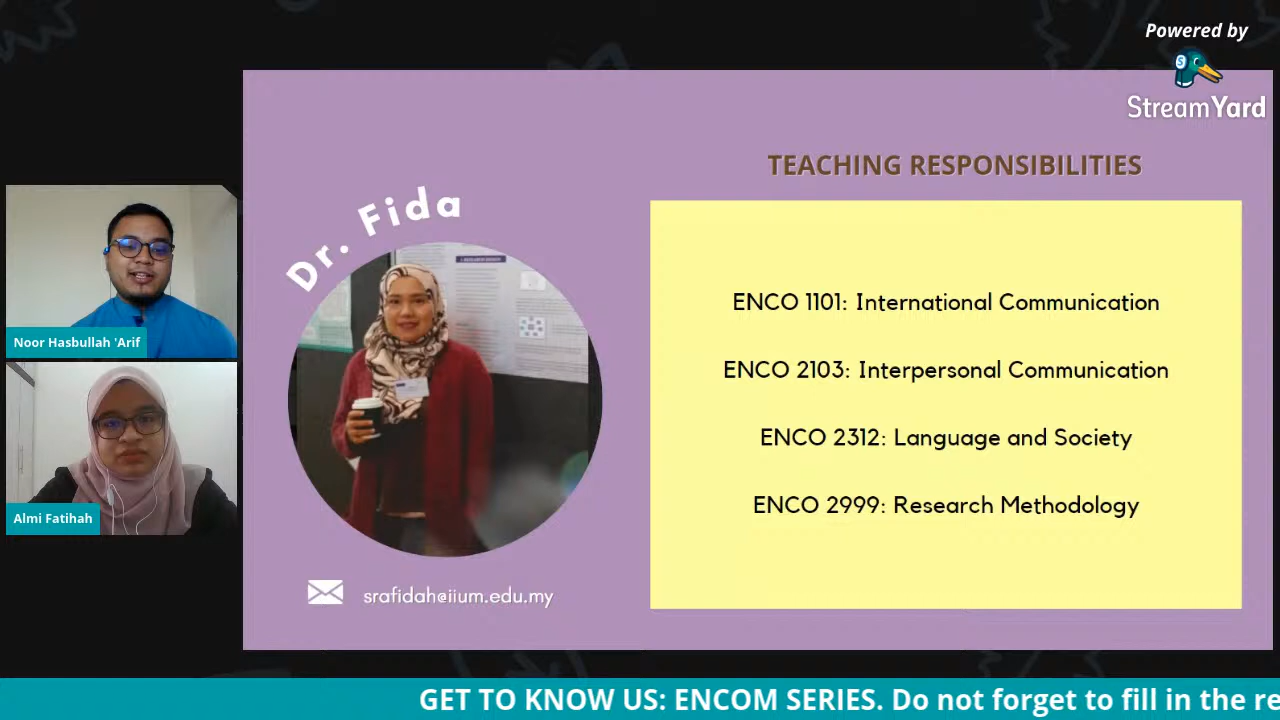 Powered by
StreamYard
TEACHING RESPONSIBILITIES
Dr. Fida
ENCO 1101: International Communication
ENCO 2103: Interpersonal Communication
ENCO 2312: Language and Society
ENCO 2999: Research Methodology
srafidah@iium.edu.my
Noor Hasbullah 'Arif
Almi Fatihah
GET TO KNOW US: ENCOM SERIES. Do not forget to fill in the re